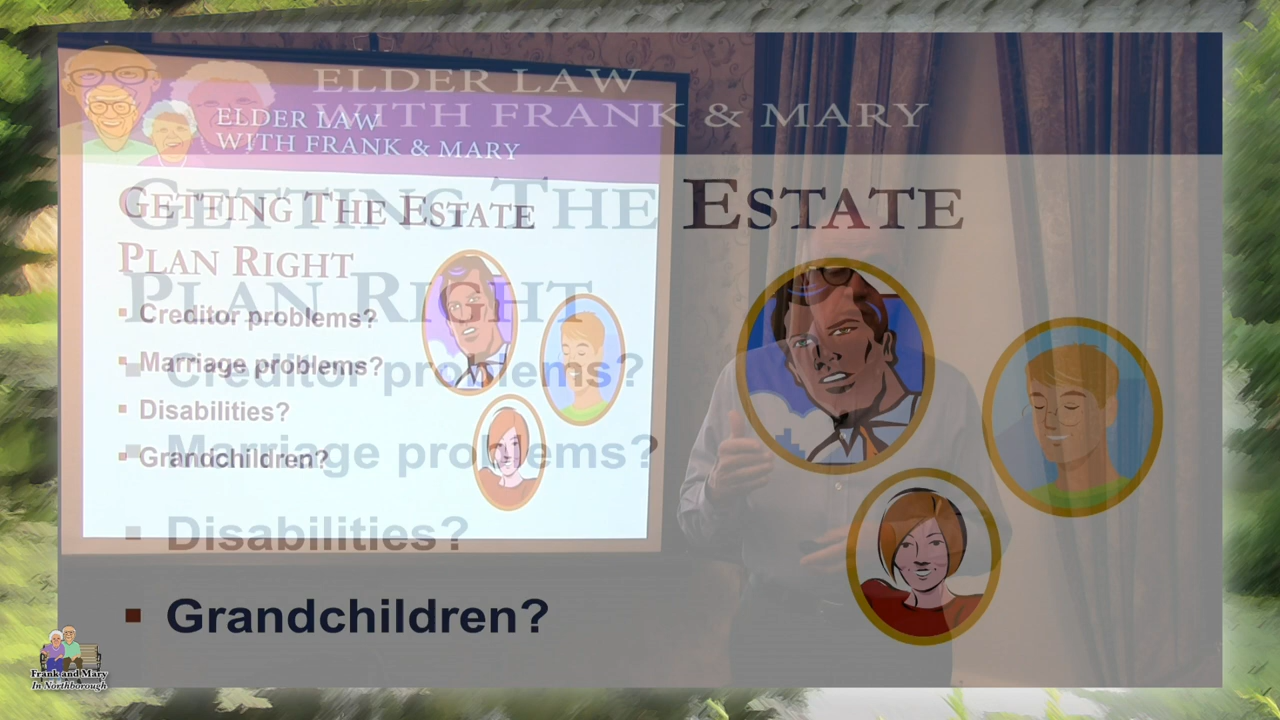 ELDER LAW
WITH FRANK & MARY
GETTING THE ESTATE
PLAN RIGHT
▪ Creditor problems?
▪ Marriage problems?
▪ Disabilities?
▪ Grandchildren?
ELDER LAW
WITH FRANK & MARY
GETTING THE ESTATE
PLAN RIGHT
▪ Creditor problems?
▪ Marriage problems?
▪ Disabilities?
▪ Grandchildren?
Frank and Mary
In Northborough